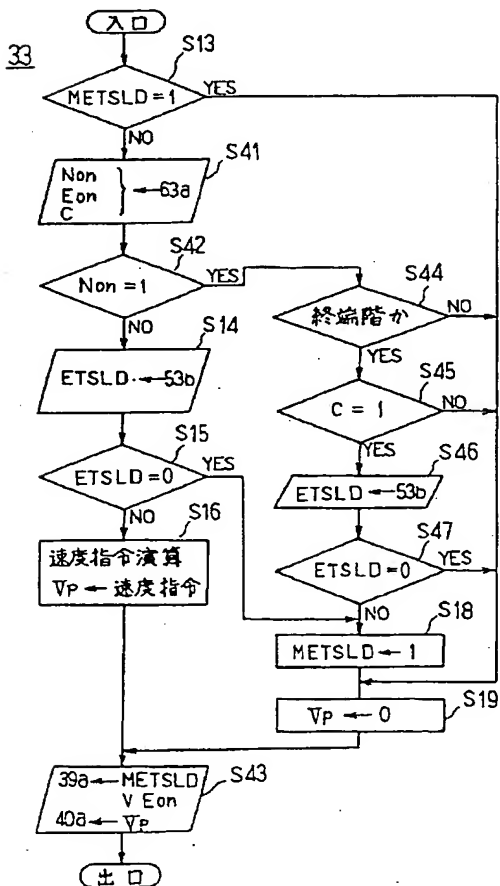 入口
33
S13
METSLD=1
YES
NO
S41
Non
Eon
C
←63a
S42
Non=1
YES
NO
S44
終端階か
NO
YES
S14
ETSLD←53b
S45
C=1
NO
YES
S15
ETSLD=0
YES
NO
S46
ETSLD←53b
S16
速度指令演算
Vp←速度指令
S47
ETSLD=0
YES
NO
S18
METSLD←1
S19
Vp←0
S43
39a←METSLD
V Eon
40a←Vp
出口